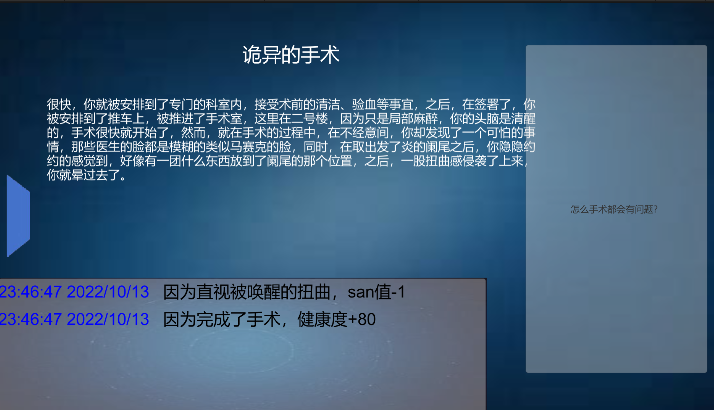 诡异的手术
很快，你就被安排到了专门的科室内，接受术前的清洁、验血等事宜，之后，在签署了，你
被安排到了推车上，被推进了手术室，这里在二号楼，因为只是局部麻醉，你的头脑是清醒
的，手术很快就开始了，然而，就在手术的过程中，在不经意间，你却发现了一个可怕的事
情，那些医生的脸都是模糊的类似马赛克的脸，同时，在取出发了炎的阑尾之后，你隐隐约
约的感觉到，好像有一团什么东西放到了阑尾的那个位置，之后，一股扭曲感侵袭了上来，
你就晕过去了。
怎么手术都会有问题？
23:46:47 2022/10/13 因为直视被唤醒的扭曲，san值-1
23:46:47 2022/10/13 因为完成了手术，健康度+80